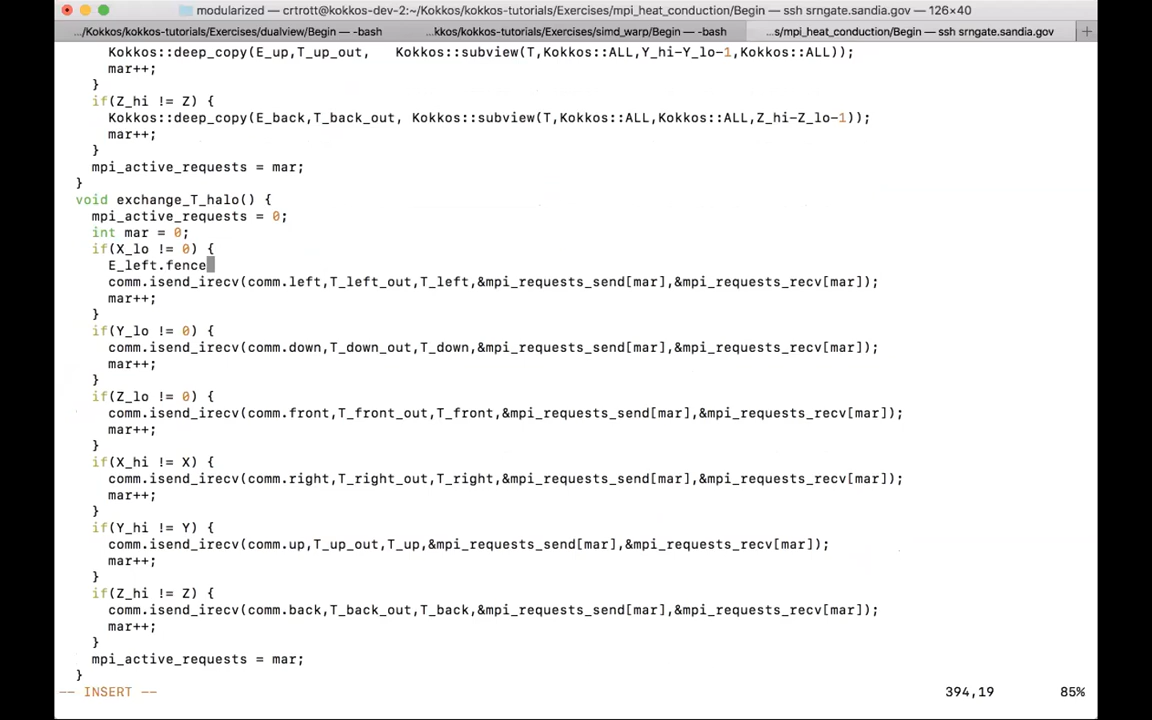 modularized — crtrott@kokkos-dev-2:~/Kokkos/kokkos-tutorials/Exercises/mpi_heat_conduction/Begin — ssh srngate.sandia.gov — 126×40
.../Kokkos/kokkos-tutorials/Exercises/dualview/Begin — -bash ...kkos/kokkos-tutorials/Exercises/simd_warp/Begin — -bash ...s/mpi_heat_conduction/Begin — ssh srngate.sandia.gov +
Kokkos::deep_copy(E_up,T_up_out,   Kokkos::subview(T,Kokkos::ALL,Y_hi-Y_lo-1,Kokkos::ALL));
mar++;
}
if(Z_hi != Z) {
Kokkos::deep_copy(E_back,T_back_out, Kokkos::subview(T,Kokkos::ALL,Kokkos::ALL,Z_hi-Z_lo-1));
mar++;
}
mpi_active_requests = mar;
}
void exchange_T_halo() {
mpi_active_requests = 0;
int mar = 0;
if(X_lo != 0) {
E_left.fence
comm.isend_irecv(comm.left,T_left_out,T_left,&mpi_requests_send[mar],&mpi_requests_recv[mar]);
mar++;
}
if(Y_lo != 0) {
comm.isend_irecv(comm.down,T_down_out,T_down,&mpi_requests_send[mar],&mpi_requests_recv[mar]);
mar++;
}
if(Z_lo != 0) {
comm.isend_irecv(comm.front,T_front_out,T_front,&mpi_requests_send[mar],&mpi_requests_recv[mar]);
mar++;
}
if(X_hi != X) {
comm.isend_irecv(comm.right,T_right_out,T_right,&mpi_requests_send[mar],&mpi_requests_recv[mar]);
mar++;
}
if(Y_hi != Y) {
comm.isend_irecv(comm.up,T_up_out,T_up,&mpi_requests_send[mar],&mpi_requests_recv[mar]);
mar++;
}
if(Z_hi != Z) {
comm.isend_irecv(comm.back,T_back_out,T_back,&mpi_requests_send[mar],&mpi_requests_recv[mar]);
mar++;
}
mpi_active_requests = mar;
}
-- INSERT -- 394,19 85%